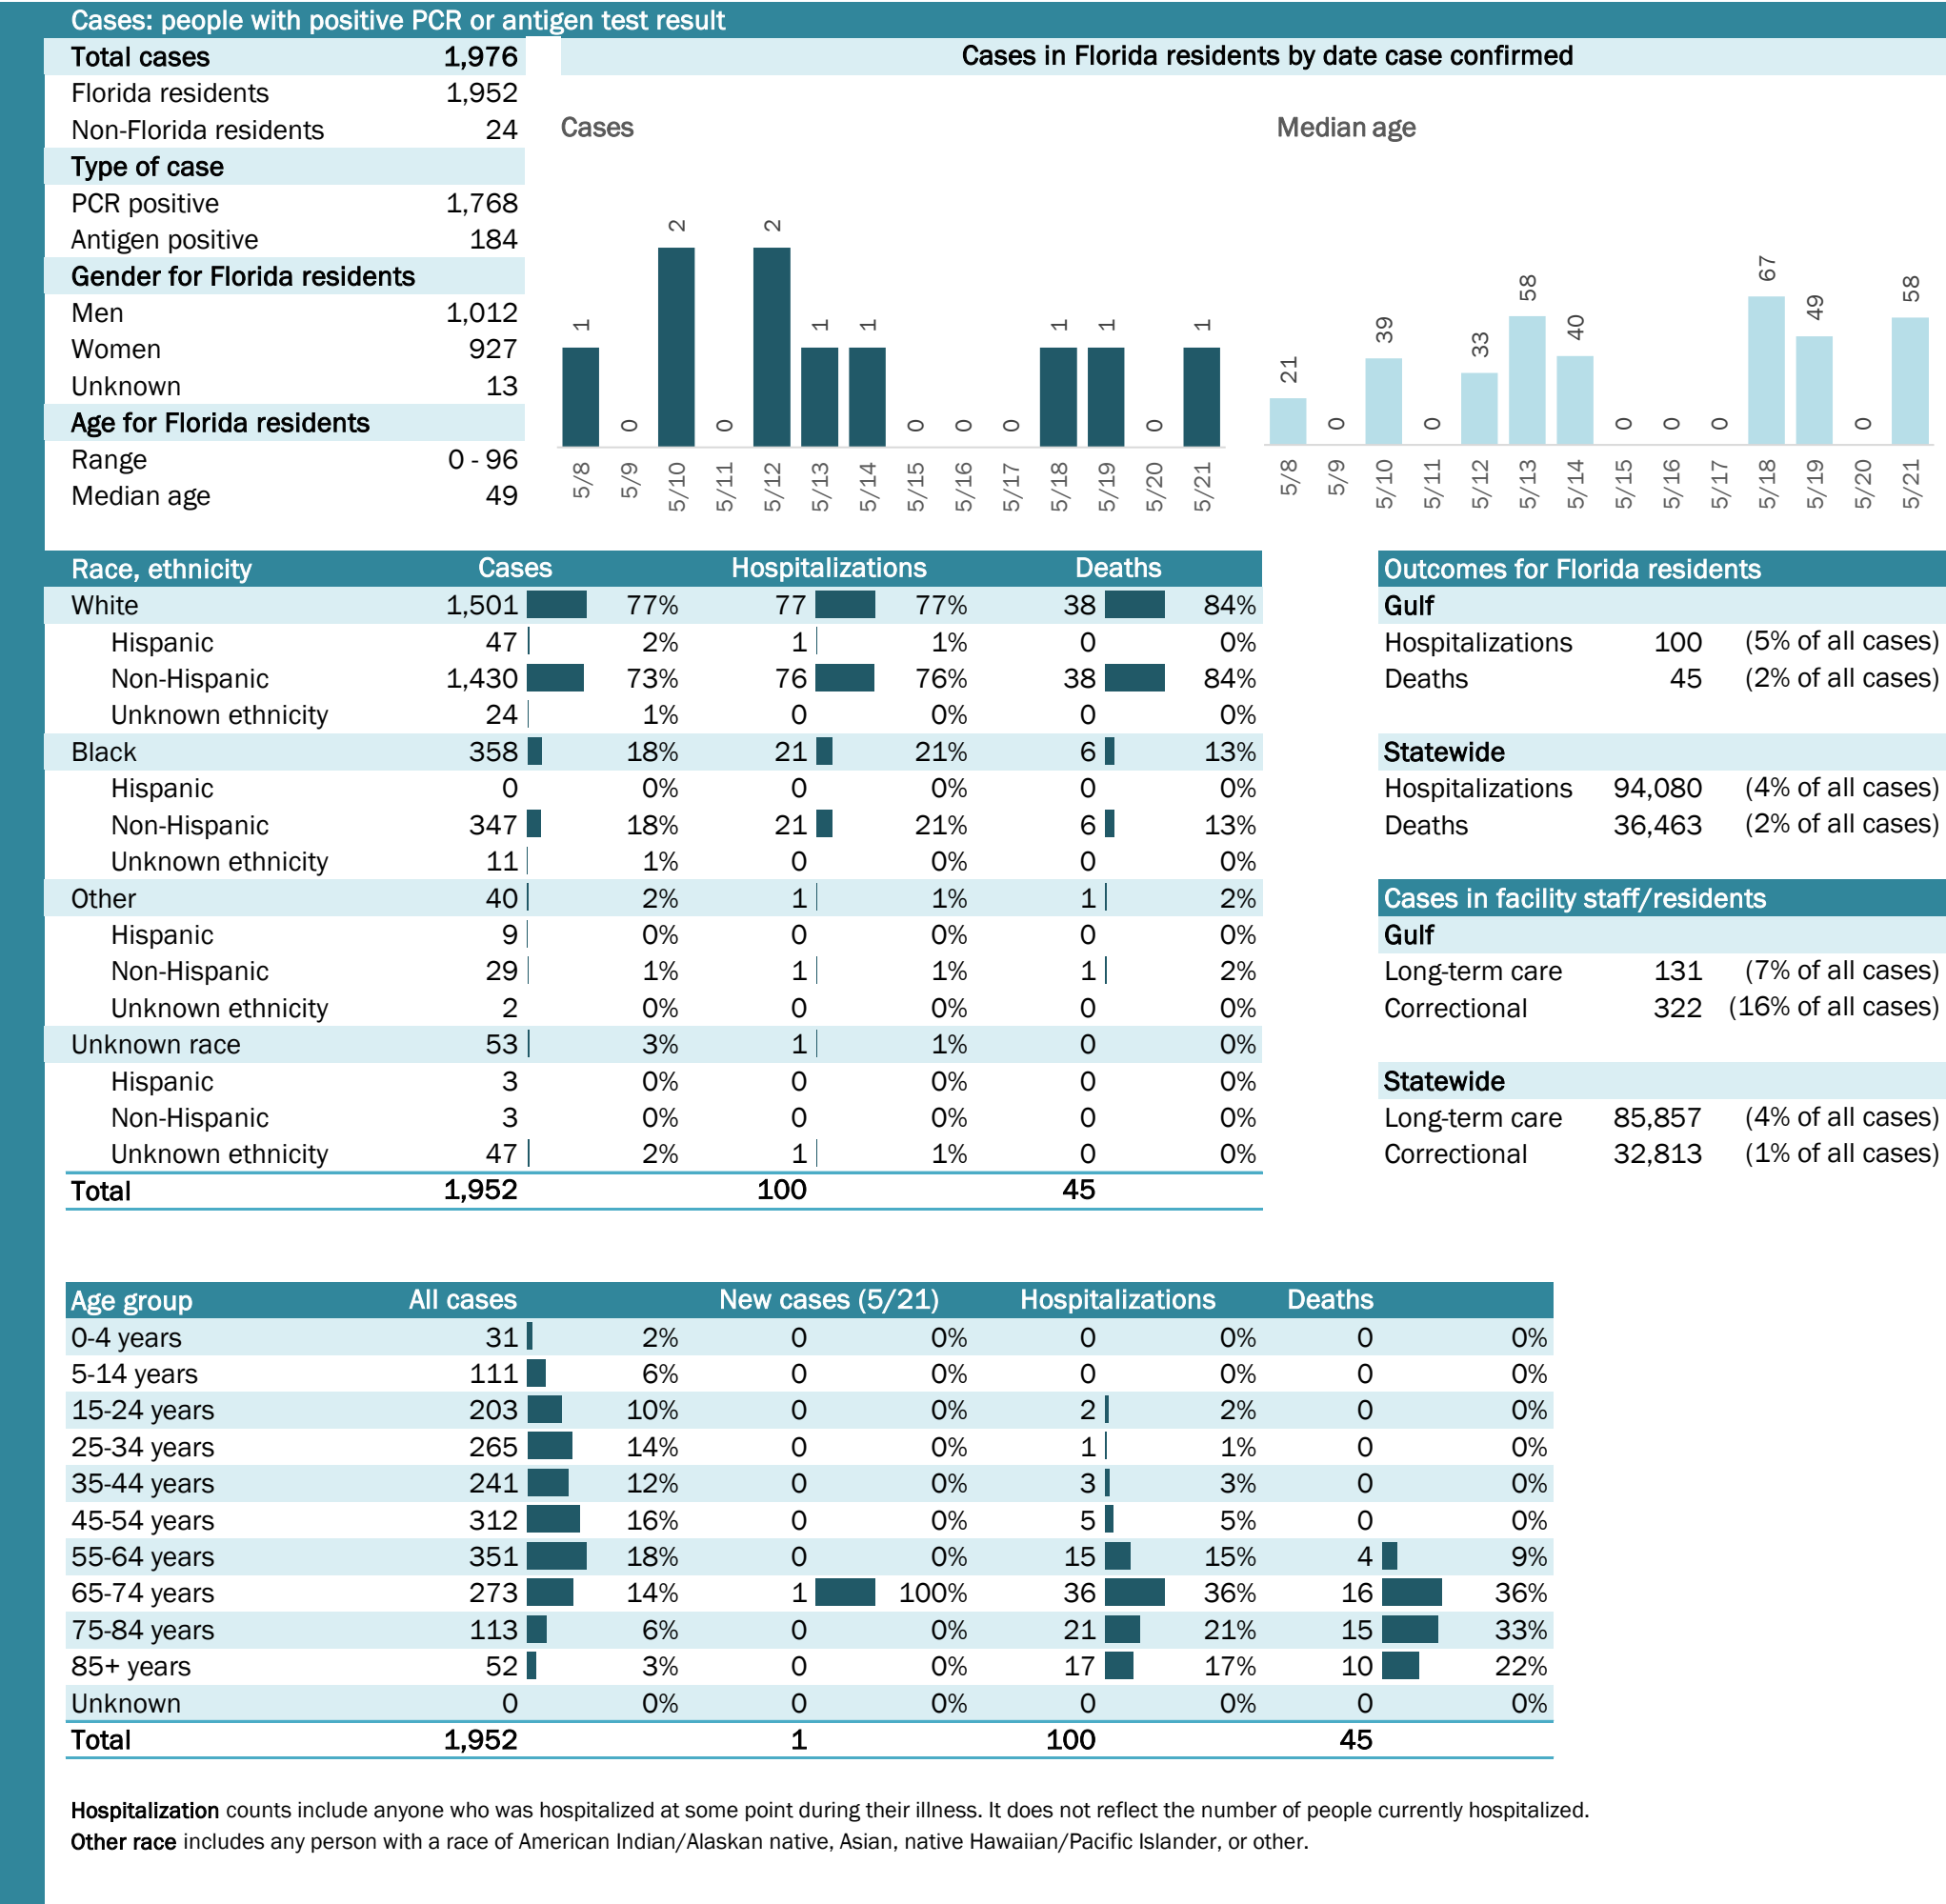 Cases: people with positive PCR or antigen test result
Total cases 1,976
Florida residents 1,952
Non-Florida residents 24
Type of case
PCR positive 1,768
Antigen positive 184
Gender for Florida residents
Men 1,012
Women 927
Unknown 13
Age for Florida residents
Range 0 - 96
Median age 49
Cases in Florida residents by date case confirmed
Cases
1 0 2 0 2 1 1 0 0 0 1 1 0 1
5/8 5/9 5/10 5/11 5/12 5/13 5/14 5/15 5/16 5/17 5/18 5/19 5/20 5/21
Median age
21 0 39 0 33 58 40 0 0 0 67 49 0 58
5/8 5/9 5/10 5/11 5/12 5/13 5/14 5/15 5/16 5/17 5/18 5/19 5/20 5/21
Race, ethnicity Cases Hospitalizations Deaths
White 1,501 77% 77 77% 38 84%
Hispanic 47 2% 1 1% 0 0%
Non-Hispanic 1,430 73% 76 76% 38 84%
Unknown ethnicity 24 1% 0 0% 0 0%
Black 358 18% 21 21% 6 13%
Hispanic 0 0% 0 0% 0 0%
Non-Hispanic 347 18% 21 21% 6 13%
Unknown ethnicity 11 1% 0 0% 0 0%
Other 40 2% 1 1% 1 2%
Hispanic 9 0% 0 0% 0 0%
Non-Hispanic 29 1% 1 1% 1 2%
Unknown ethnicity 2 0% 0 0% 0 0%
Unknown race 53 3% 1 1% 0 0%
Hispanic 3 0% 0 0% 0 0%
Non-Hispanic 3 0% 0 0% 0 0%
Unknown ethnicity 47 2% 1 1% 0 0%
Total 1,952 100 45
Outcomes for Florida residents
Gulf
Hospitalizations 100 (5% of all cases)
Deaths 45 (2% of all cases)
Statewide
Hospitalizations 94,080 (4% of all cases)
Deaths 36,463 (2% of all cases)
Cases in facility staff/residents
Gulf
Long-term care 131 (7% of all cases)
Correctional 322 (16% of all cases)
Statewide
Long-term care 85,857 (4% of all cases)
Correctional 32,813 (1% of all cases)
Age group All cases New cases (5/21) Hospitalizations Deaths
0-4 years 31 2% 0 0% 0 0% 0 0%
5-14 years 111 6% 0 0% 0 0% 0 0%
15-24 years 203 10% 0 0% 2 2% 0 0%
25-34 years 265 14% 0 0% 1 1% 0 0%
35-44 years 241 12% 0 0% 3 3% 0 0%
45-54 years 312 16% 0 0% 5 5% 0 0%
55-64 years 351 18% 0 0% 15 15% 4 9%
65-74 years 273 14% 1 100% 36 36% 16 36%
75-84 years 113 6% 0 0% 21 21% 15 33%
85+ years 52 3% 0 0% 17 17% 10 22%
Unknown 0 0% 0 0% 0 0% 0 0%
Total 1,952 1 100 45
Hospitalization counts include anyone who was hospitalized at some point during their illness. It does not reflect the number of people currently hospitalized.
Other race includes any person with a race of American Indian/Alaskan native, Asian, native Hawaiian/Pacific Islander, or other.